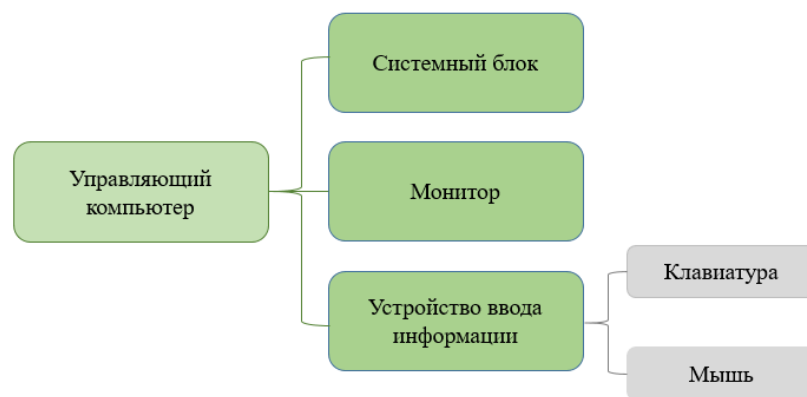 Системный блок
Управляющий
компьютер
Монитор
Устройство ввода
информации
Клавиатура
Мышь